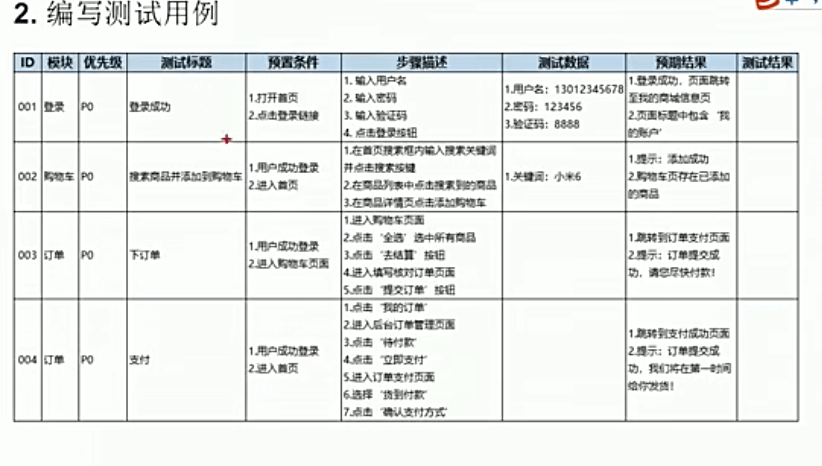 2. 编写测试用例
ID 模块 优先级 测试标题 预置条件 步骤描述 测试数据 预期结果 测试结果
001 登录 P0 登录成功
1.打开首页
2.点击登录链接
1. 输入用户名
2. 输入密码
3. 输入验证码
4. 点击登录按钮
1.用户名：13012345678
2.密码：123456
3.验证码：8888
1.登录成功，页面跳转
至我的商城信息页
2.页面标题中包含‘我
的账户’
002 购物车 P0 搜索商品并添加到购物车
1.用户成功登录
2.进入首页
1.在首页搜索框内输入搜索关键词
并点击搜索按键
2.在商品列表中点击搜索到的商品
3.在商品详情页点击添加购物车
1.关键词：小米6
1.提示：添加成功
2.购物车页存在已添加
的商品
003 订单 P0 下订单
1.用户成功登录
2.进入购物车页面
1.进入购物车页面
2.点击‘全选’选中所有商品
3.点击‘去结算’按钮
4.进入填写核对订单页面
5.点击‘提交订单’按钮
1.跳转到订单支付页面
2.提示：订单提交成
功，请您尽快付款！
004 订单 P0 支付
1.用户成功登录
2.进入首页
1.点击‘我的订单’
2.进入后台订单管理页面
3.点击‘待付款’
4.点击‘立即支付’
5.进入订单支付页面
6.选择‘货到付款’
7.点击‘确认支付方式’
1.跳转到支付成功页面
2.提示：订单提交成
功，我们将在第一时间
给你发货！